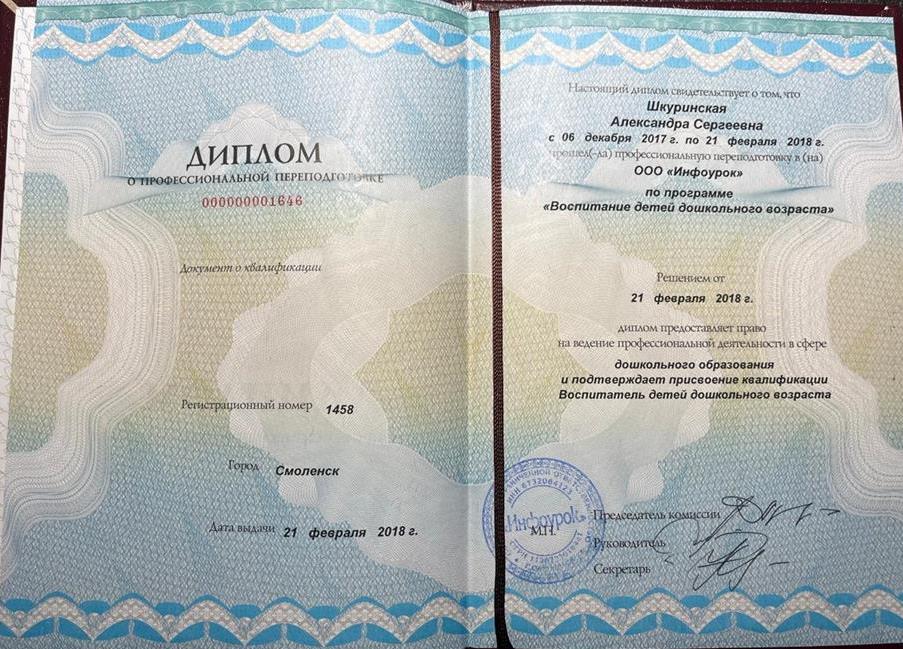 ДИПЛОМ
О ПРОФЕССИОНАЛЬНОЙ ПЕРЕПОДГОТОВКЕ
000000001646
Документ о квалификации
Регистрационный номер 1458
Город Смоленск
Дата выдачи 21 февраля 2018 г.
Настоящий диплом свидетельствует о том, что
Шкуринская
Александра Сергеевна
с 06 декабря 2017 г. по 21 февраля 2018 г.
прошел(-ла) профессиональную переподготовку в (на)
ООО «Инфоурок»
по программе
«Воспитание детей дошкольного возраста»
Решением от
21 февраля 2018 г.
диплом предоставляет право
на ведение профессиональной деятельности в сфере
дошкольного образования
и подтверждает присвоение квалификации
Воспитатель детей дошкольного возраста
ИНН 6732064123
«Инфоурок»
М.П.
Председатель комиссии
Руководитель
Секретарь